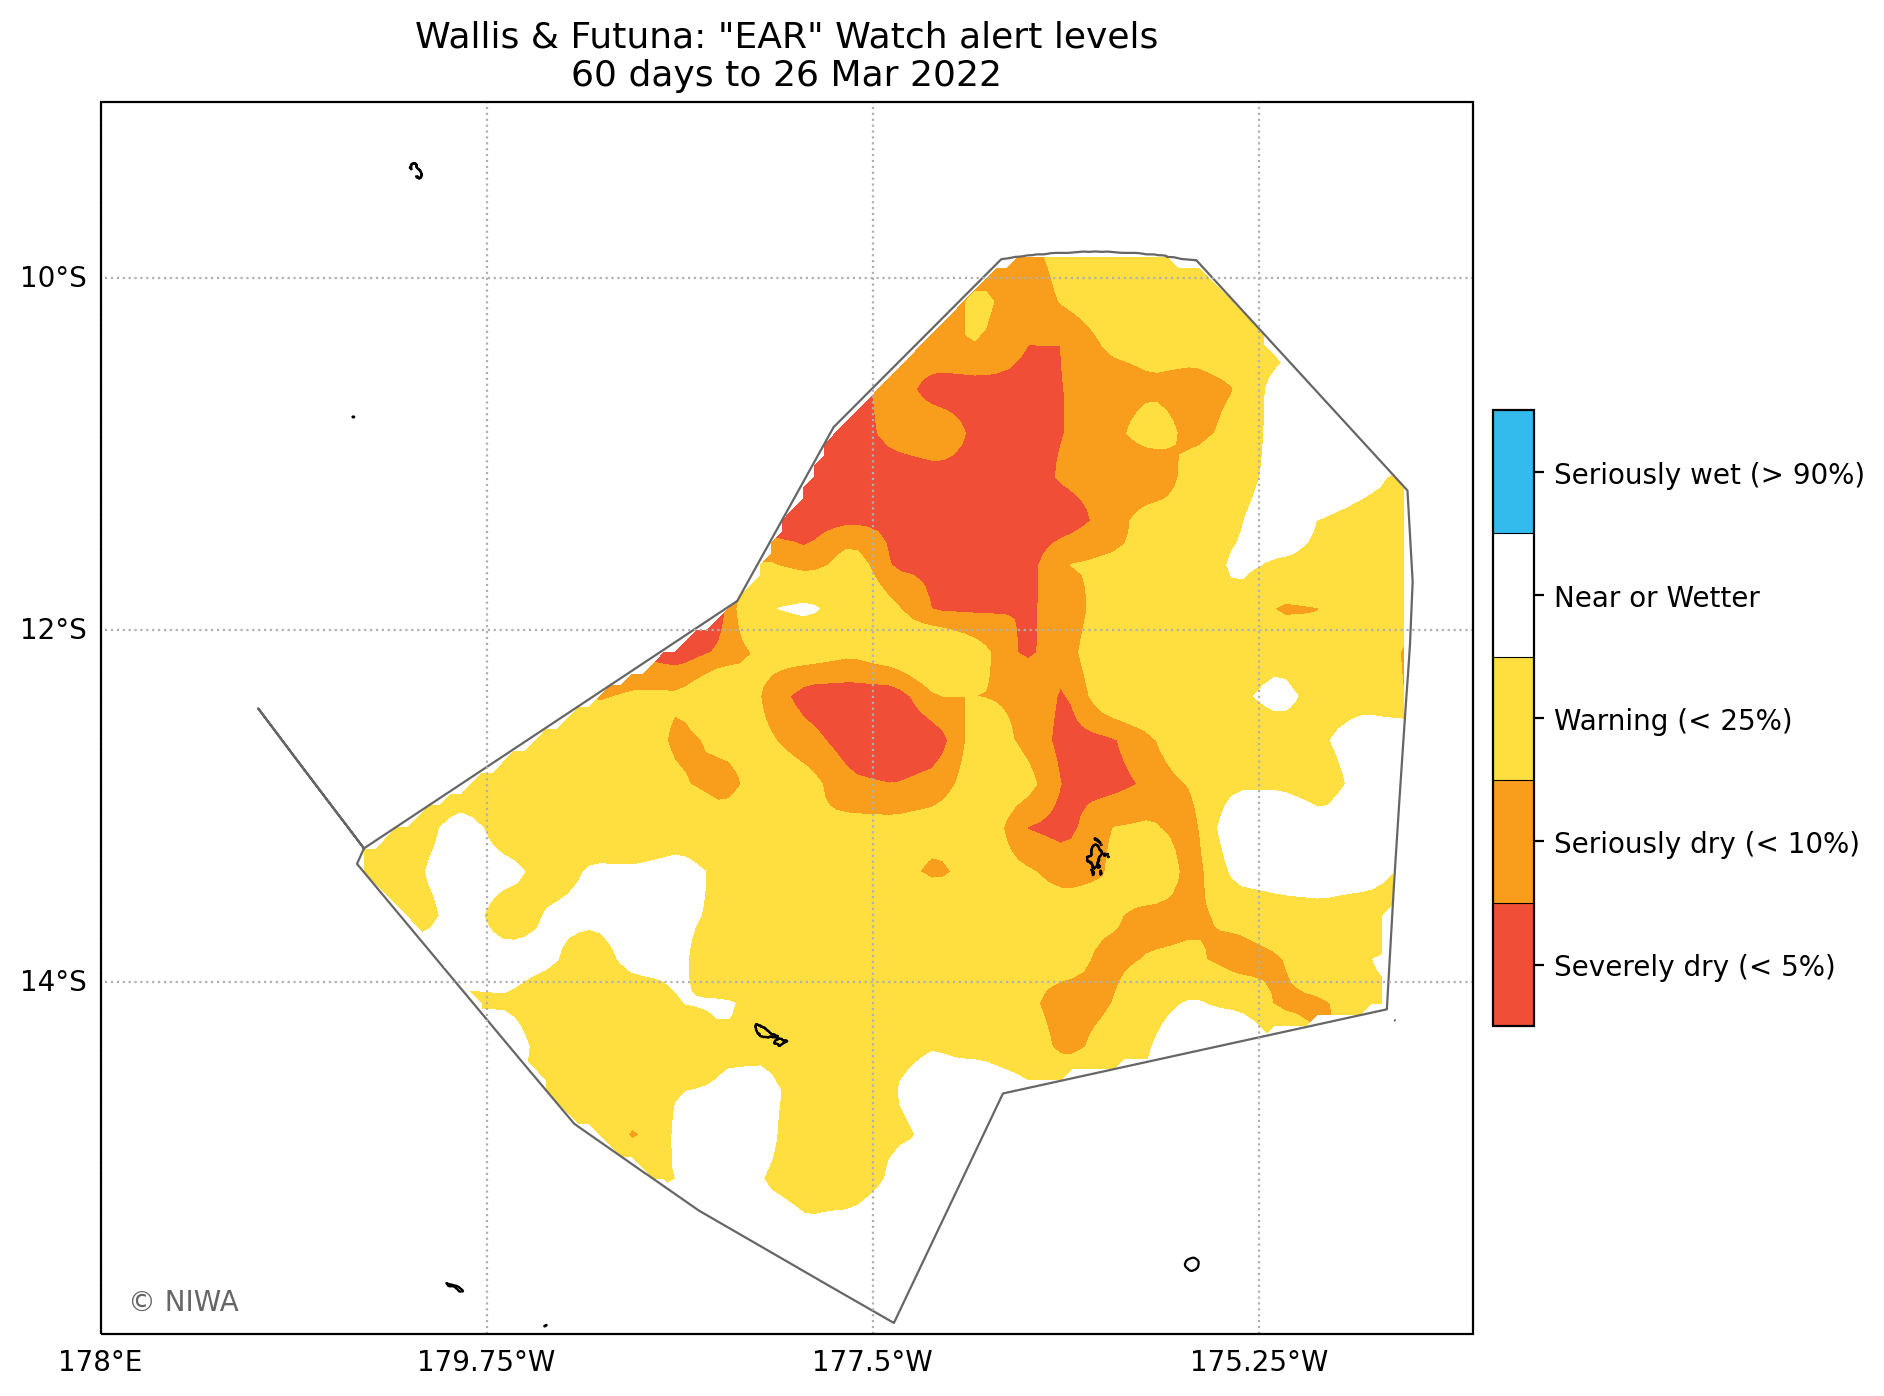 Wallis & Futuna: "EAR" Watch alert levels
60 days to 26 Mar 2022
10°S
12°S
14°S
178°E
179.75°W
177.5°W
175.25°W
© NIWA
Seriously wet (> 90%)
Near or Wetter
Warning (< 25%)
Seriously dry (< 10%)
Severely dry (< 5%)